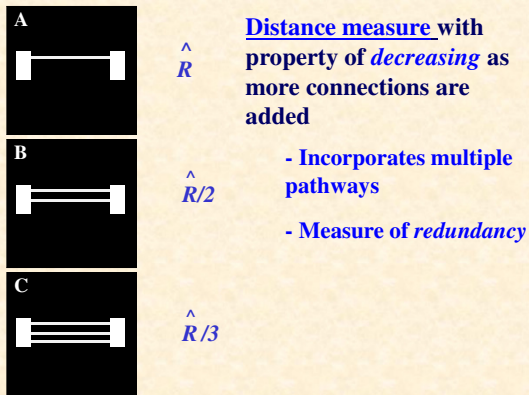 A
^
R
Distance measure with
property of decreasing as
more connections are
added
B
^
R/2
- Incorporates multiple
pathways
- Measure of redundancy
C
^
R/3